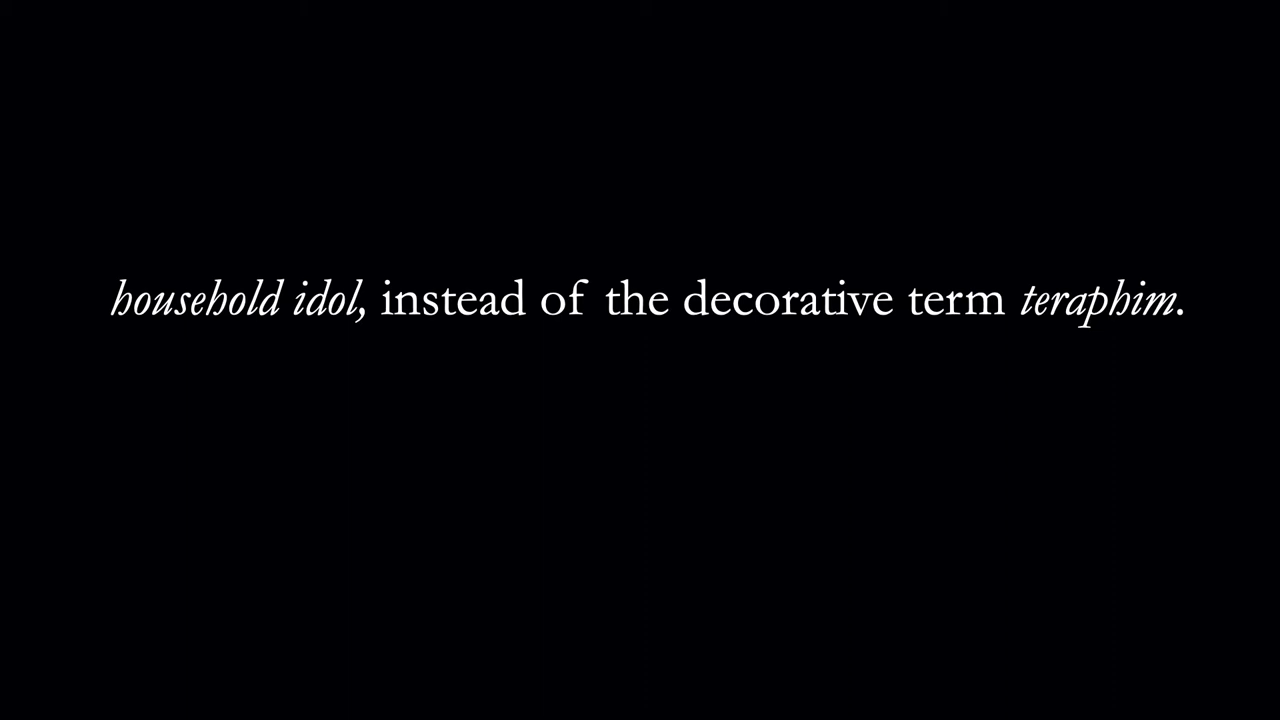 household idol, instead of the decorative term teraphim.